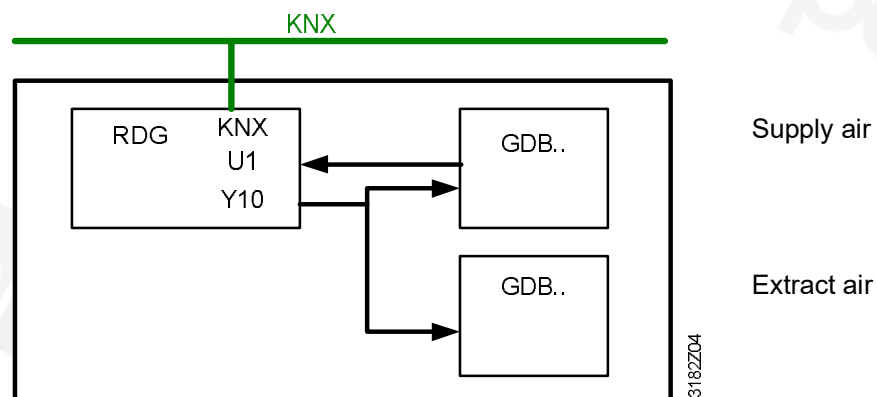 KNX
RDG
KNX
U1
Y10
GDB..
Supply air
GDB..
Extract air
3182Z04